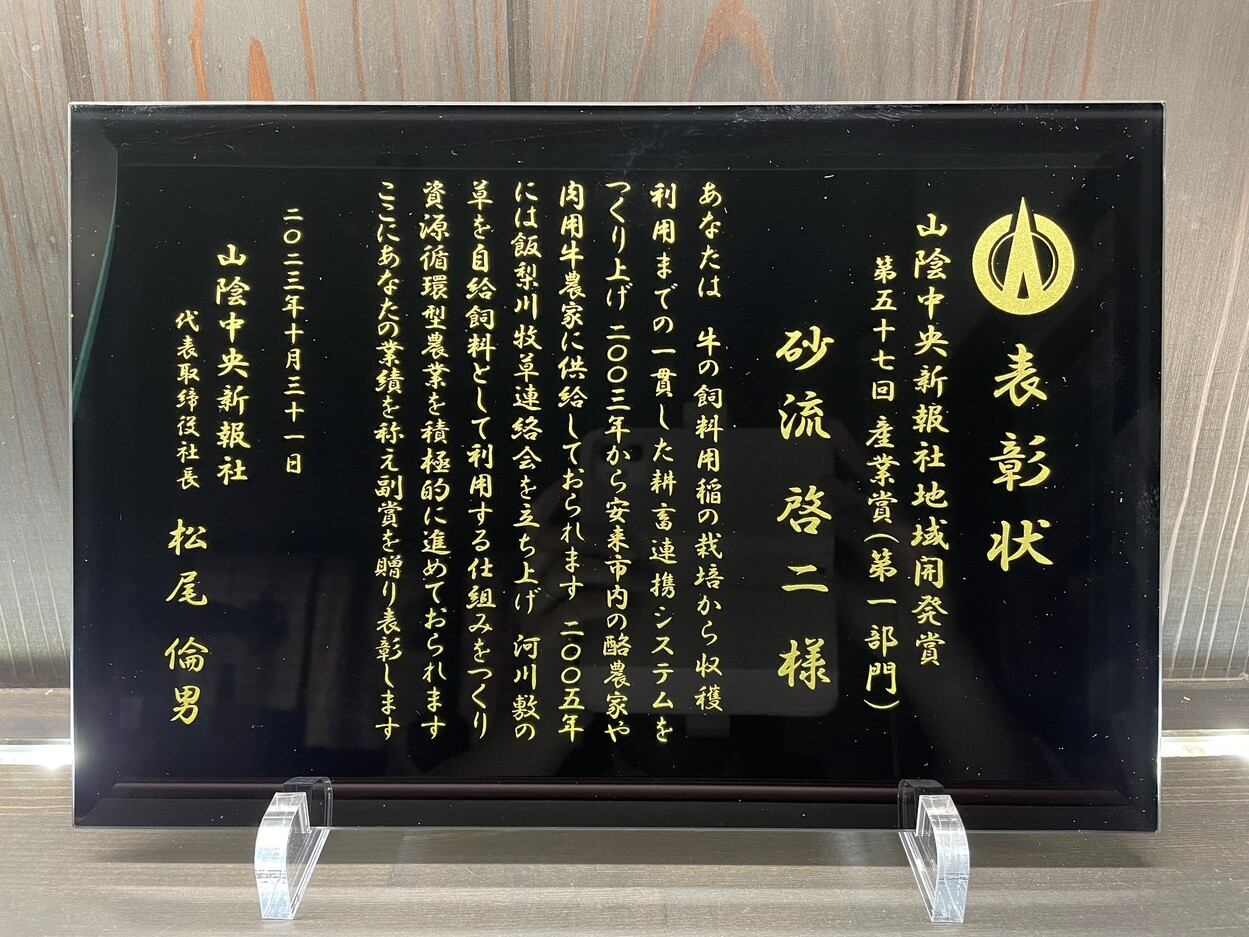 表彰状
山陰中央新報社地域開発賞
第五十七回 産業賞(第一部門)
砂流 啓二 様
あなたは 牛の飼料用稲の栽培から収穫
利用までの一貫した耕畜連携システムを
つくり上げ 二〇〇三年から安来市内の酪農家や
肉用牛農家に供給しておられます 二〇〇五年
には飯梨川牧草連絡会を立ち上げ 河川敷の
草を自給飼料として利用する仕組みをつくり
資源循環型農業を積極的に進めておられます
ここにあなたの業績を称え副賞を贈り表彰します
二〇二三年十月三十一日
山陰中央新報社
代表取締役社長 松尾 倫男